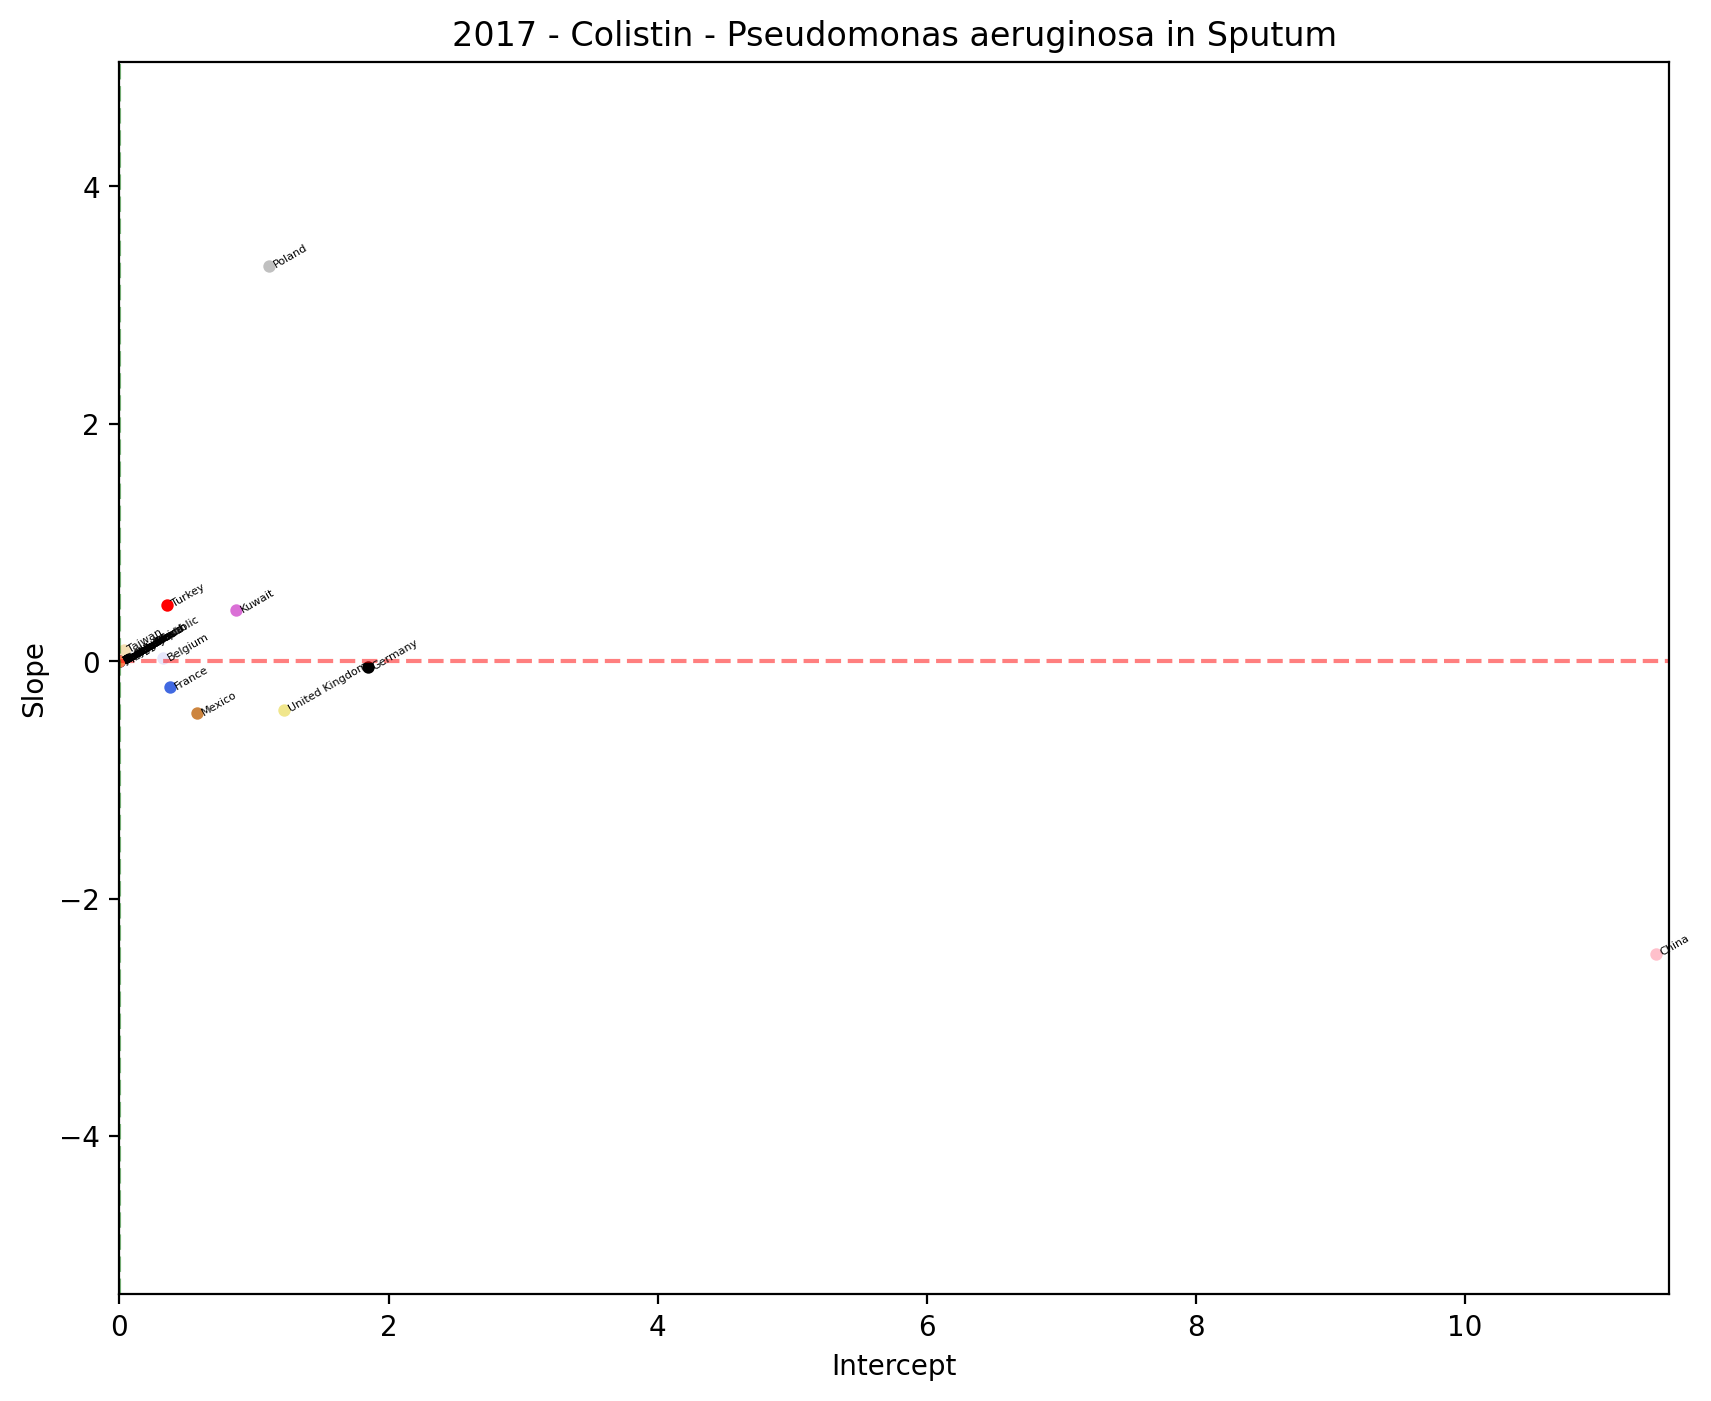 2017 - Colistin - Pseudomonas aeruginosa in Sputum
4
Poland
2
Turkey
Kuwait
Taiwan
Belgium
0
Germany
France
United Kingdom
Mexico
Slope
−2
China
−4
0 2 4 6 8 10
Intercept